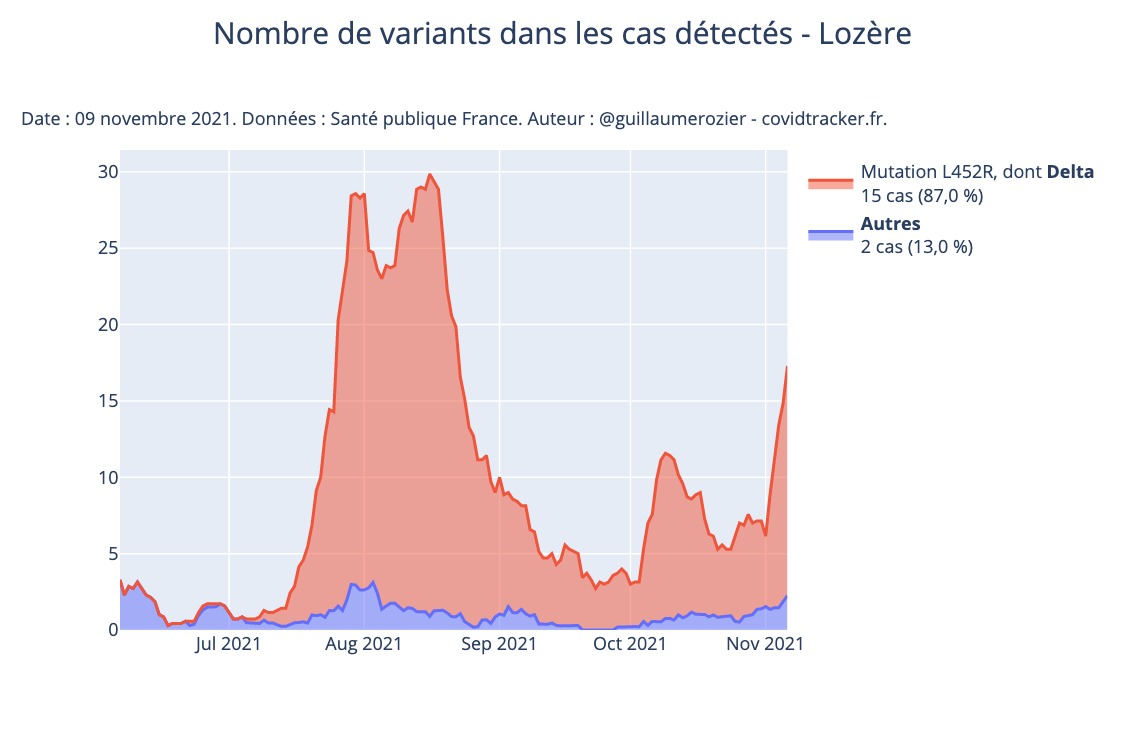 Nombre de variants dans les cas détectés - Lozère
Date : 09 novembre 2021. Données : Santé publique France. Auteur : @guillaumerozier - covidtracker.fr.
30
25
20
15
10
5
0
Jul 2021
Aug 2021
Sep 2021
Oct 2021
Nov 2021
Mutation L452R, dont Delta
15 cas (87,0 %)
Autres
2 cas (13,0 %)